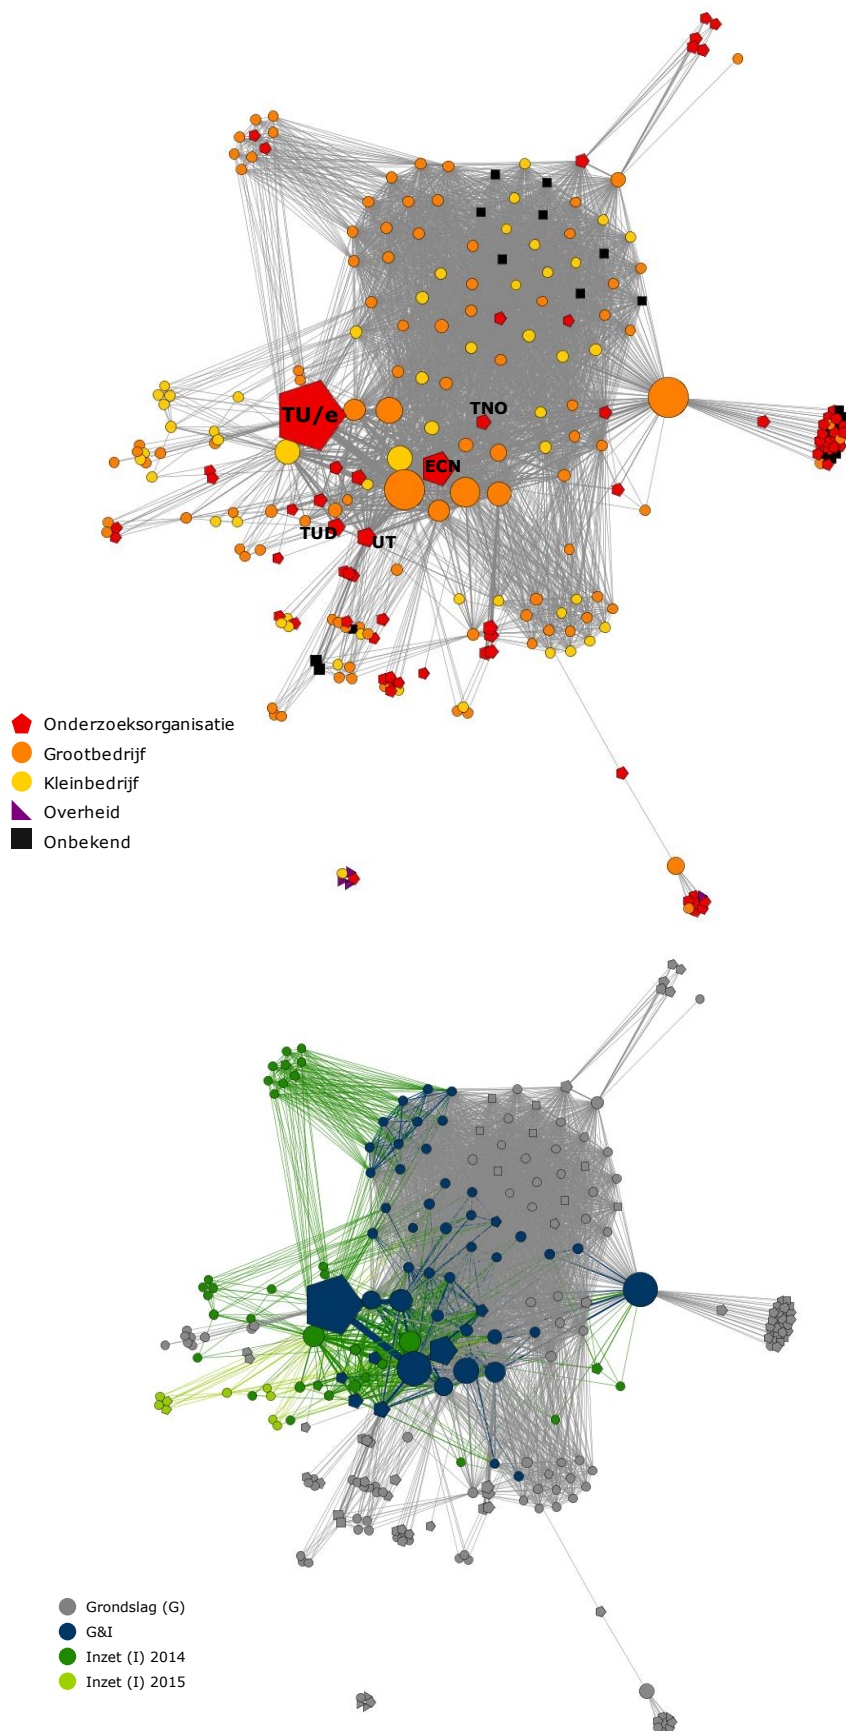 TU/e
TNO
ECN
TUD
UT
Onderzoeksorganisatie
Grootbedrijf
Kleinbedrijf
Overheid
Onbekend
Grondslag (G)
G&I
Inzet (I) 2014
Inzet (I) 2015